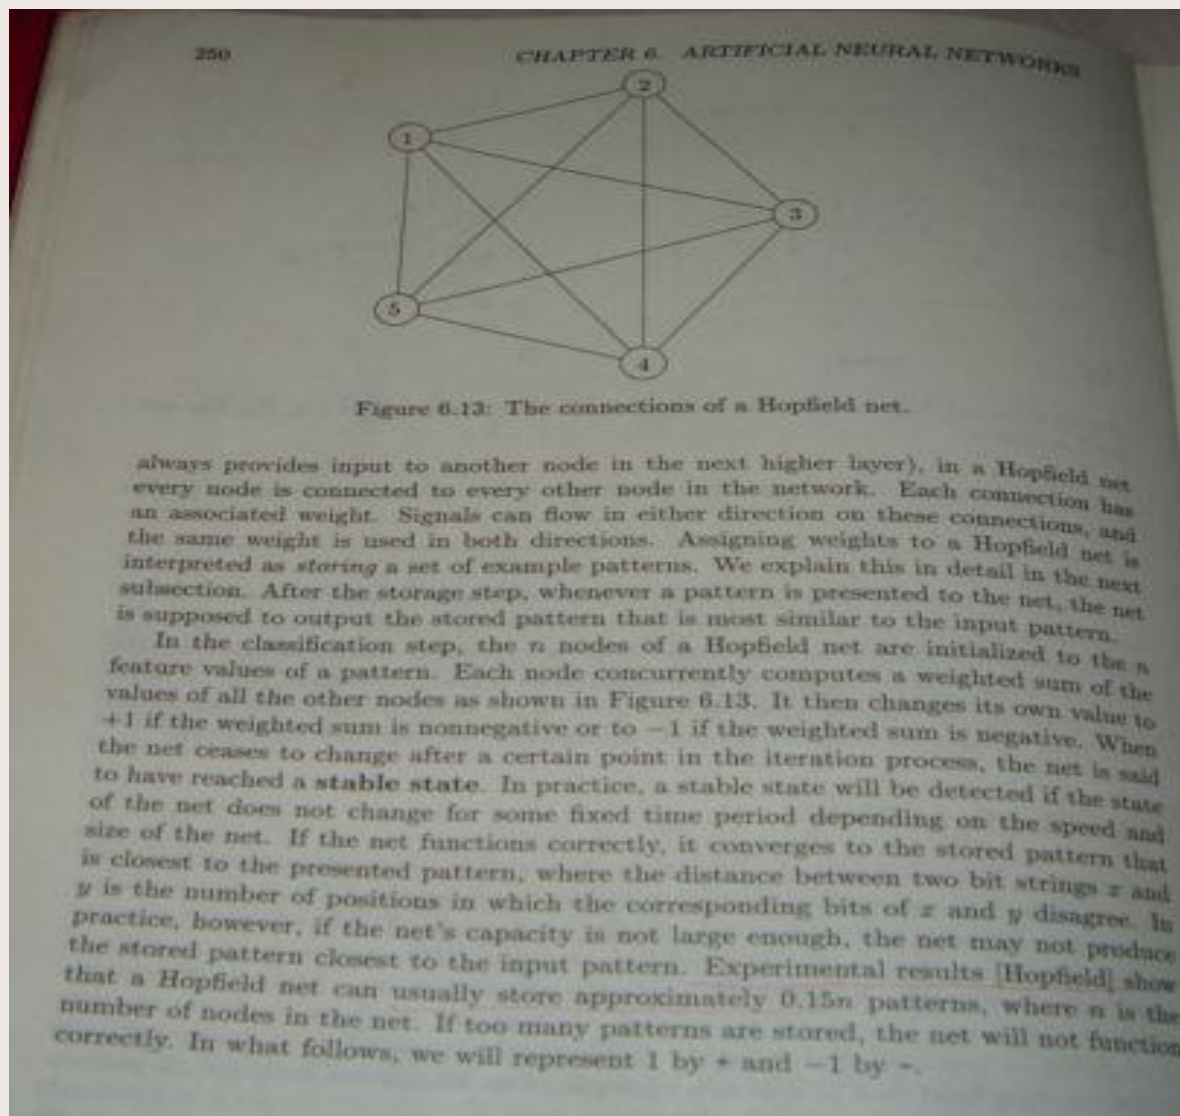 250
CHAPTER 6. ARTIFICIAL NEURAL NETWORKS
2
1
3
5
4
Figure 6.13: The connections of a Hopfield net.
always provides input to another node in the next higher layer), in a Hopfield net
every node is connected to every other node in the network. Each connection has
an associated weight. Signals can flow in either direction on these connections, and
the same weight is used in both directions. Assigning weights to a Hopfield net is
interpreted as storing a set of example patterns. We explain this in detail in the next
subsection. After the storage step, whenever a pattern is presented to the net, the net
is supposed to output the stored pattern that is most similar to the input pattern.
In the classification step, the n nodes of a Hopfield net are initialized to the n
feature values of a pattern. Each node concurrently computes a weighted sum of the
values of all the other nodes as shown in Figure 6.13. It then changes its own value to
+1 if the weighted sum is nonnegative or to −1 if the weighted sum is negative. When
the net ceases to change after a certain point in the iteration process, the net is said
to have reached a stable state. In practice, a stable state will be detected if the state
of the net does not change for some fixed time period depending on the speed and
size of the net. If the net functions correctly, it converges to the stored pattern that
is closest to the presented pattern, where the distance between two bit strings x and
y is the number of positions in which the corresponding bits of x and y disagree. In
practice, however, if the net's capacity is not large enough, the net may not produce
the stored pattern closest to the input pattern. Experimental results [Hopfield] show
that a Hopfield net can usually store approximately 0.15n patterns, where n is the
number of nodes in the net. If too many patterns are stored, the net will not function
correctly. In what follows, we will represent 1 by + and −1 by -.